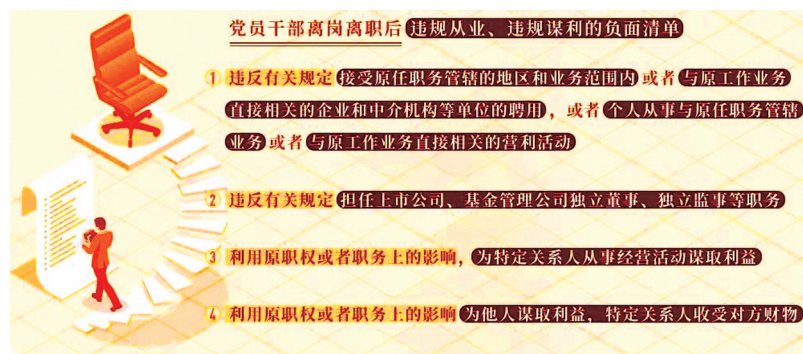 党员干部离岗离职后 违规从业、违规谋利的负面清单
1 违反有关规定 接受原任职务管辖的地区和业务范围内 或者 与原工作业务
直接相关的企业和中介机构等单位的聘用，或者 个人从事与原任职务管辖
业务 或者 与原工作业务直接相关的营利活动
2 违反有关规定 担任上市公司、基金管理公司独立董事、独立监事等职务
3 利用原职权或者职务上的影响，为特定关系人从事经营活动谋取利益
4 利用原职权或者职务上的影响 为他人谋取利益，特定关系人收受对方财物